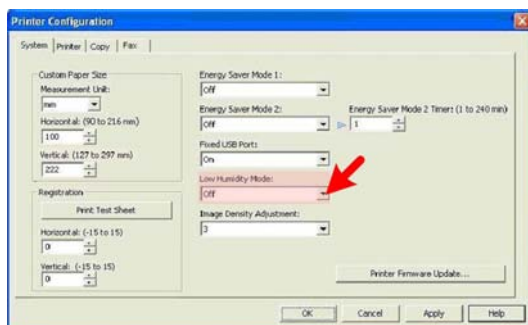 Printer Configuration
System Printer Copy Fax
Custom Paper Size
Measurement Unit:
mm
Horizontal: (90 to 216 mm)
100
Vertical: (127 to 297 mm)
222
Registration
Print Test Sheet
Horizontal: (-15 to 15)
0
Vertical: (-15 to 15)
0
Energy Saver Mode 1:
Off
Energy Saver Mode 2:
Off
Energy Saver Mode 2 Timer: (1 to 240 min)
1
Fixed USB Port:
On
Low Humidity Mode:
Off
Image Density Adjustment:
3
Printer Firmware Update...
OK Cancel Apply Help